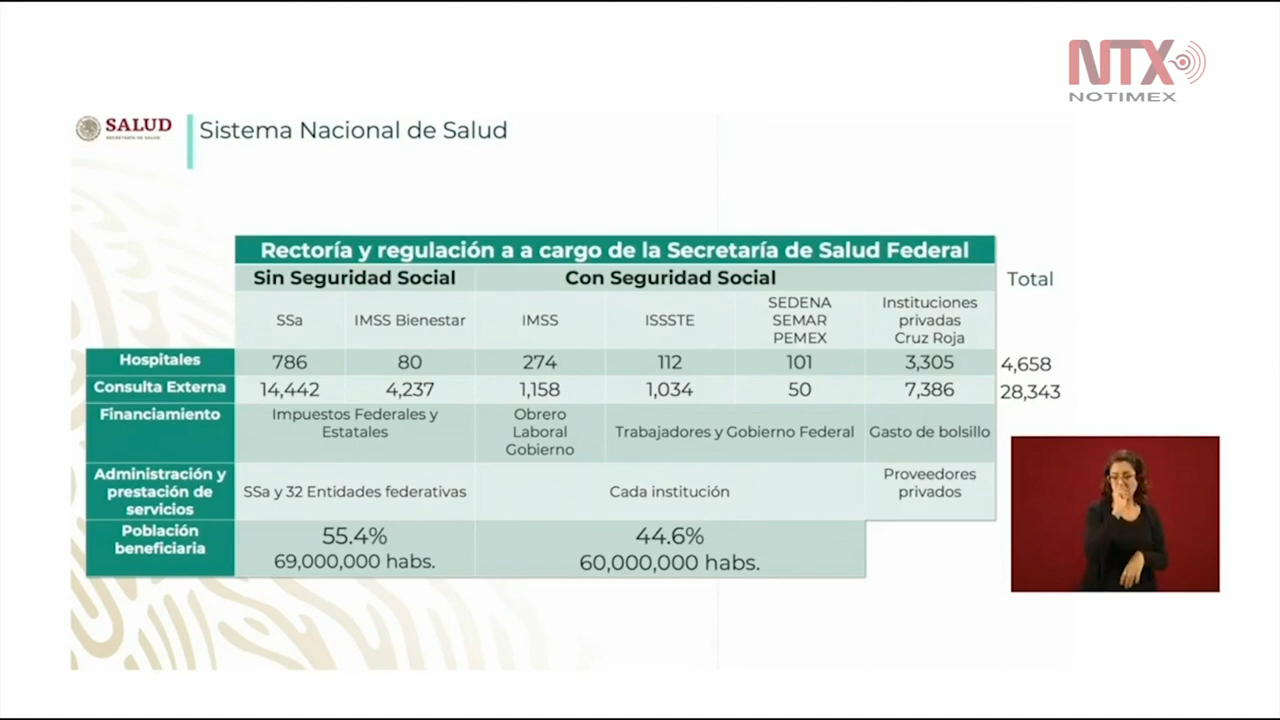 NTX
NOTIMEX
SALUD
SECRETARÍA DE SALUD
Sistema Nacional de Salud
Rectoría y regulación a a cargo de la Secretaría de Salud Federal
Sin Seguridad Social
Con Seguridad Social
Total
SSa
IMSS Bienestar
IMSS
ISSSTE
SEDENA
SEMAR
PEMEX
Instituciones
privadas
Cruz Roja
Hospitales
786
80
274
112
101
3,305
4,658
Consulta Externa
14,442
4,237
1,158
1,034
50
7,386
28,343
Financiamiento
Impuestos Federales y
Estatales
Obrero
Laboral
Gobierno
Trabajadores y Gobierno Federal
Gasto de bolsillo
Administración y
prestación de
servicios
SSa y 32 Entidades federativas
Cada institución
Proveedores
privados
Población
beneficiaria
55.4%
69,000,000 habs.
44.6%
60,000,000 habs.